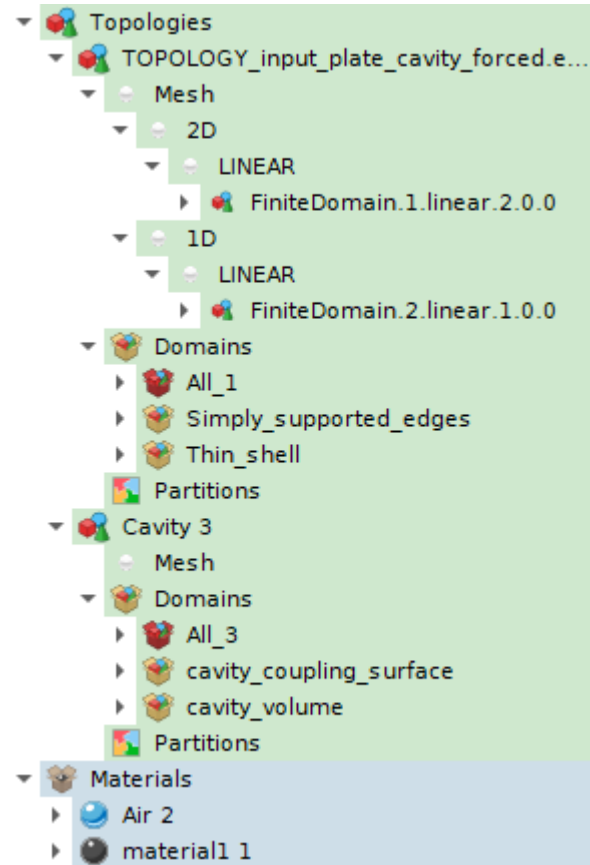 Topologies
TOPOLOGY_input_plate_cavity_forced.e...
Mesh
2D
LINEAR
FiniteDomain.1.linear.2.0.0
1D
LINEAR
FiniteDomain.2.linear.1.0.0
Domains
All_1
Simply_supported_edges
Thin_shell
Partitions
Cavity 3
Mesh
Domains
All_3
cavity_coupling_surface
cavity_volume
Partitions
Materials
Air 2
material1 1